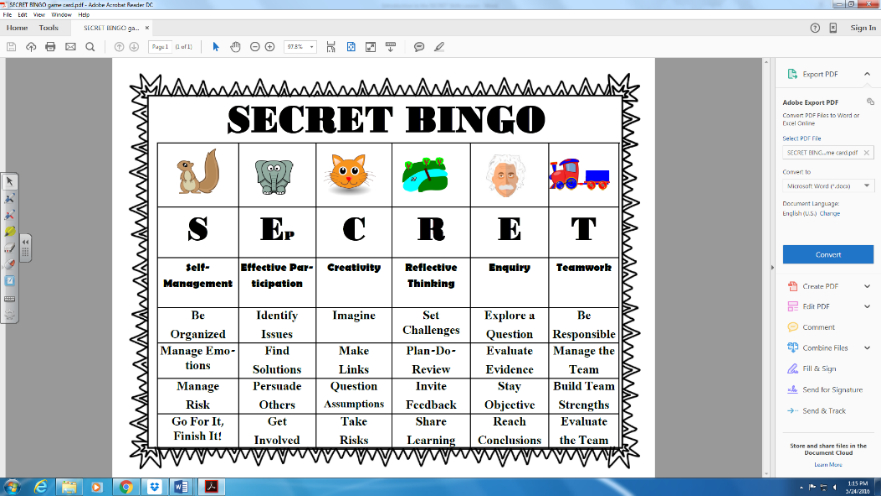 SECRET BINGO game card.pdf - Adobe Acrobat Reader DC
File Edit View Window Help
Home Tools SECRET BINGO ga... × Sign In
Page 1 (1 of 1) 97.8%
SECRET BINGO
S EP C R E T
Self- Effective Par- Creativity Reflective Enquiry Teamwork
Management ticipation Thinking
Be Identify Imagine Set Explore a Be
Organized Issues Challenges Question Responsible
Manage Emo- Find Make Plan-Do- Evaluate Manage the
tions Solutions Links Review Evidence Team
Manage Persuade Question Invite Stay Build Team
Risk Others Assumptions Feedback Objective Strengths
Go For It, Get Take Share Reach Evaluate
Finish It! Involved Risks Learning Conclusions the Team
Export PDF
Adobe Export PDF
Convert PDF Files to Word or
Excel Online
Select PDF File
SECRET BING...me card.pdf ×
Convert to
Microsoft Word (*.docx)
Document Language:
English (U.S.) Change
Convert
Create PDF
Edit PDF
Comment
Combine Files
Fill & Sign
Send for Signature
Send & Track
Store and share files in the
Document Cloud
Learn More
1:15 PM
3/24/2016